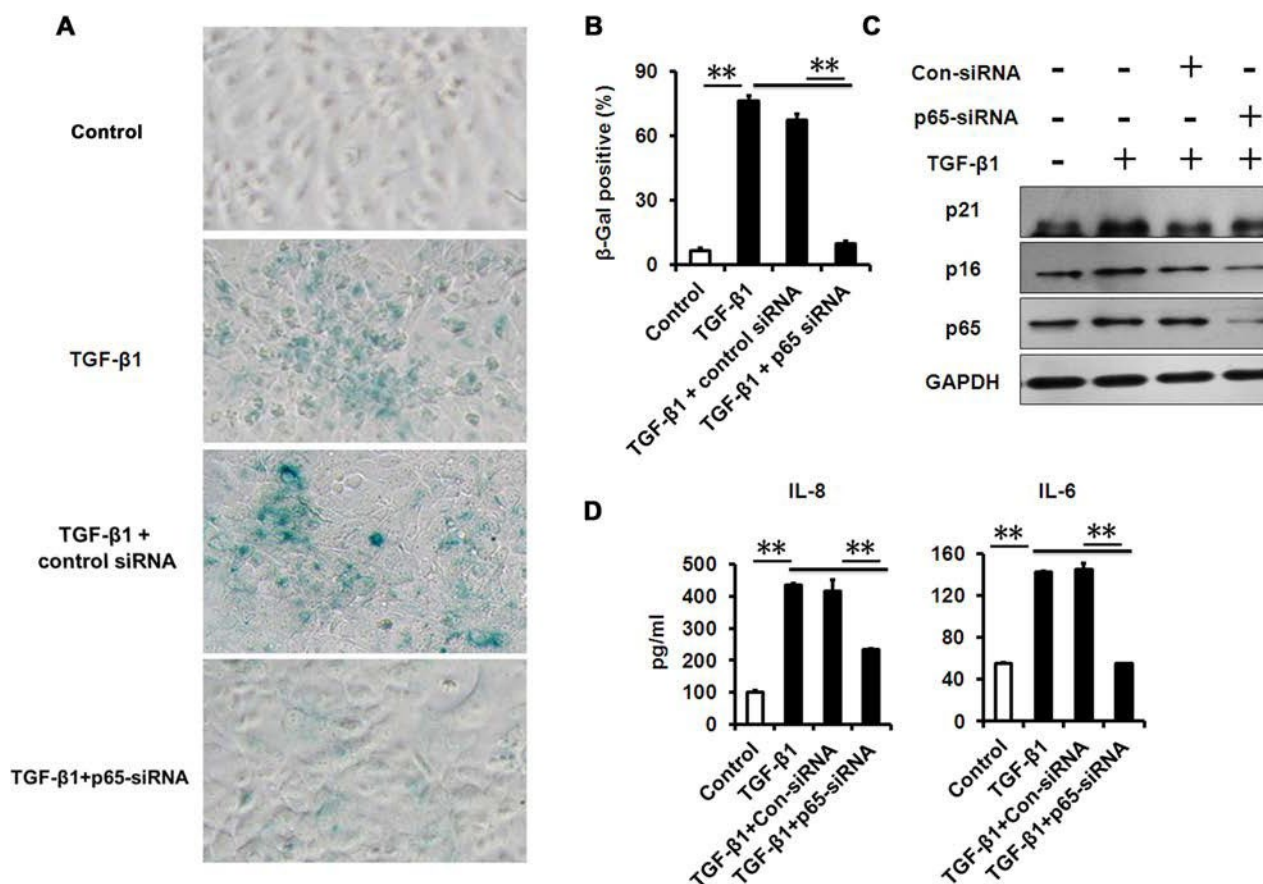 A
Control
TGF-β1
TGF-β1 +
control siRNA
TGF-β1+p65-siRNA
B
** **
90
60
30
0
β-Gal positive (%)
Control
TGF-β1
TGF-β1 + control siRNA
TGF-β1 + p65 siRNA
C
Con-siRNA - - + -
p65-siRNA - - - +
TGF-β1 - + + +
p21
p16
p65
GAPDH
D
IL-8
** **
500
400
300
200
100
0
pg/ml
Control
TGF-β1
TGF-β1+Con-siRNA
TGF-β1+p65-siRNA
IL-6
** **
160
120
80
40
0
Control
TGF-β1
TGF-β1+Con-siRNA
TGF-β1+p65-siRNA